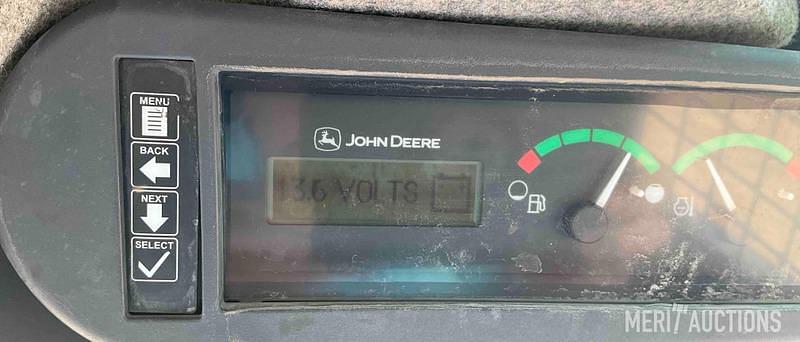 MENU
BACK
NEXT
SELECT
JOHN DEERE
13.6 VOLTS
MERIT AUCTIONS